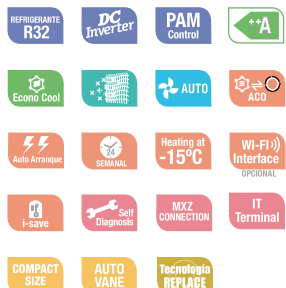 REFRIGERANTE
R32
DC
Inverter
PAM
Control
++A
Econo Cool
AUTO
ACO
Auto Arranque
24
SEMANAL
Heating at
-15ºC
WI-FI
Interface
OPCIONAL
i-save
Self
Diagnosis
MXZ
CONNECTION
IT
Terminal
COMPACT
SIZE
AUTO
VANE
Tecnología
REPLACE